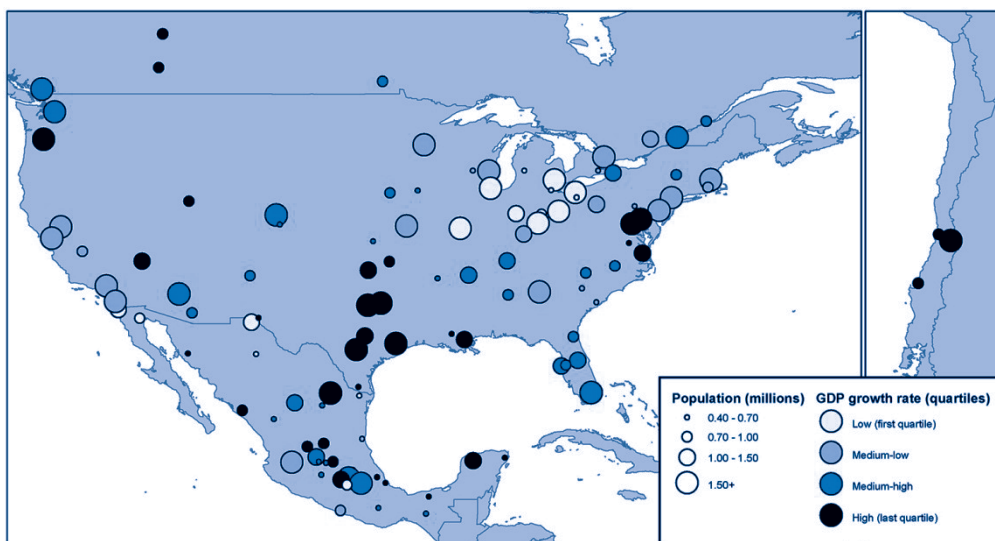 Population (millions)
0.40 - 0.70
0.70 - 1.00
1.00 - 1.50
1.50+
GDP growth rate (quartiles)
Low (first quartile)
Medium-low
Medium-high
High (last quartile)